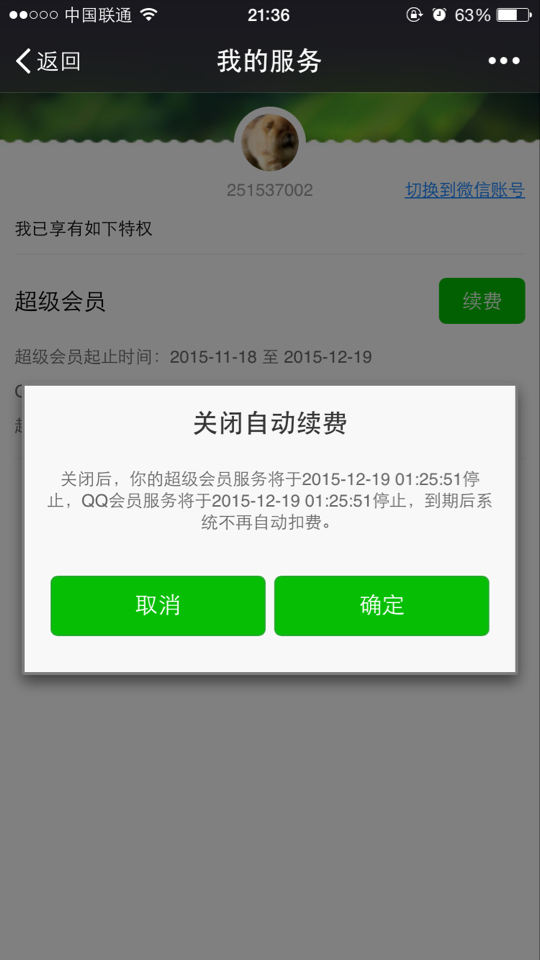 中国联通 21:36 63%
返回 我的服务
251537002 切换到微信账号
我已享有如下特权
超级会员 续费
超级会员起止时间：2015-11-18 至 2015-12-19
关闭自动续费
关闭后，你的超级会员服务将于2015-12-19 01:25:51停
止，QQ会员服务将于2015-12-19 01:25:51停止，到期后系
统不再自动扣费。
取消 确定